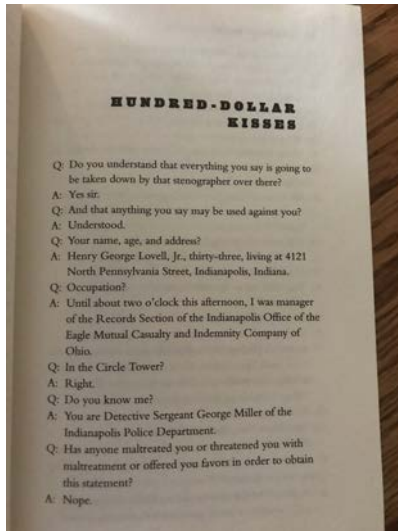 HUNDRED-DOLLAR
KISSES
Q: Do you understand that everything you say is going to
be taken down by that stenographer over there?
A: Yes sir.
Q: And that anything you say may be used against you?
A: Understood.
Q: Your name, age, and address?
A: Henry George Lovell, Jr., thirty-three, living at 4121
North Pennsylvania Street, Indianapolis, Indiana.
Q: Occupation?
A: Until about two o'clock this afternoon, I was manager
of the Records Section of the Indianapolis Office of the
Eagle Mutual Casualty and Indemnity Company of
Ohio.
Q: In the Circle Tower?
A: Right.
Q: Do you know me?
A: You are Detective Sergeant George Miller of the
Indianapolis Police Department.
Q: Has anyone maltreated you or threatened you with
maltreatment or offered you favors in order to obtain
this statement?
A: Nope.